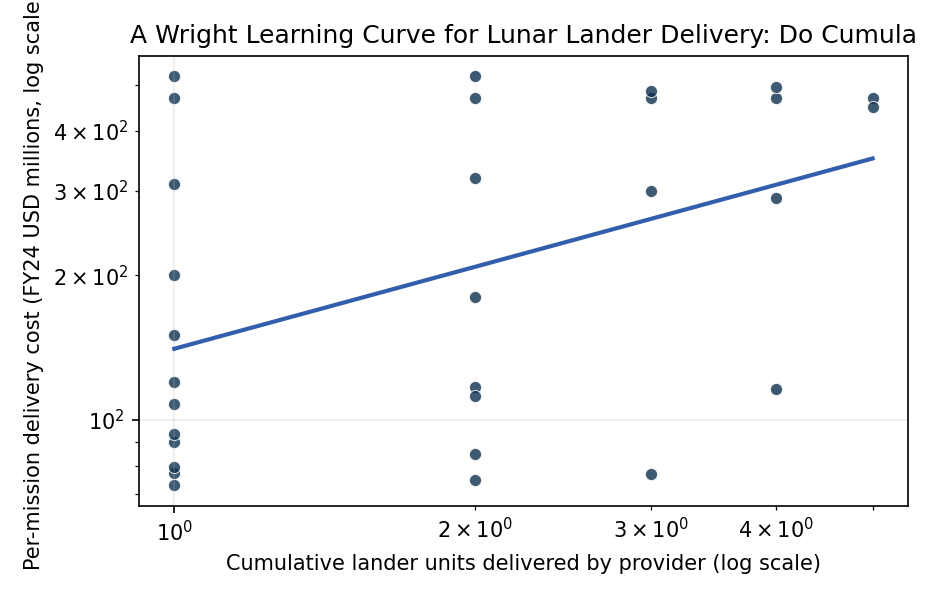 A Wright Learning Curve for Lunar Lander Delivery: Do Cumula
Per-mission delivery cost (FY24 USD millions, log scale
4 × 10²
3 × 10²
2 × 10²
10²
10⁰
2 × 10⁰
3 × 10⁰
4 × 10⁰
Cumulative lander units delivered by provider (log scale)